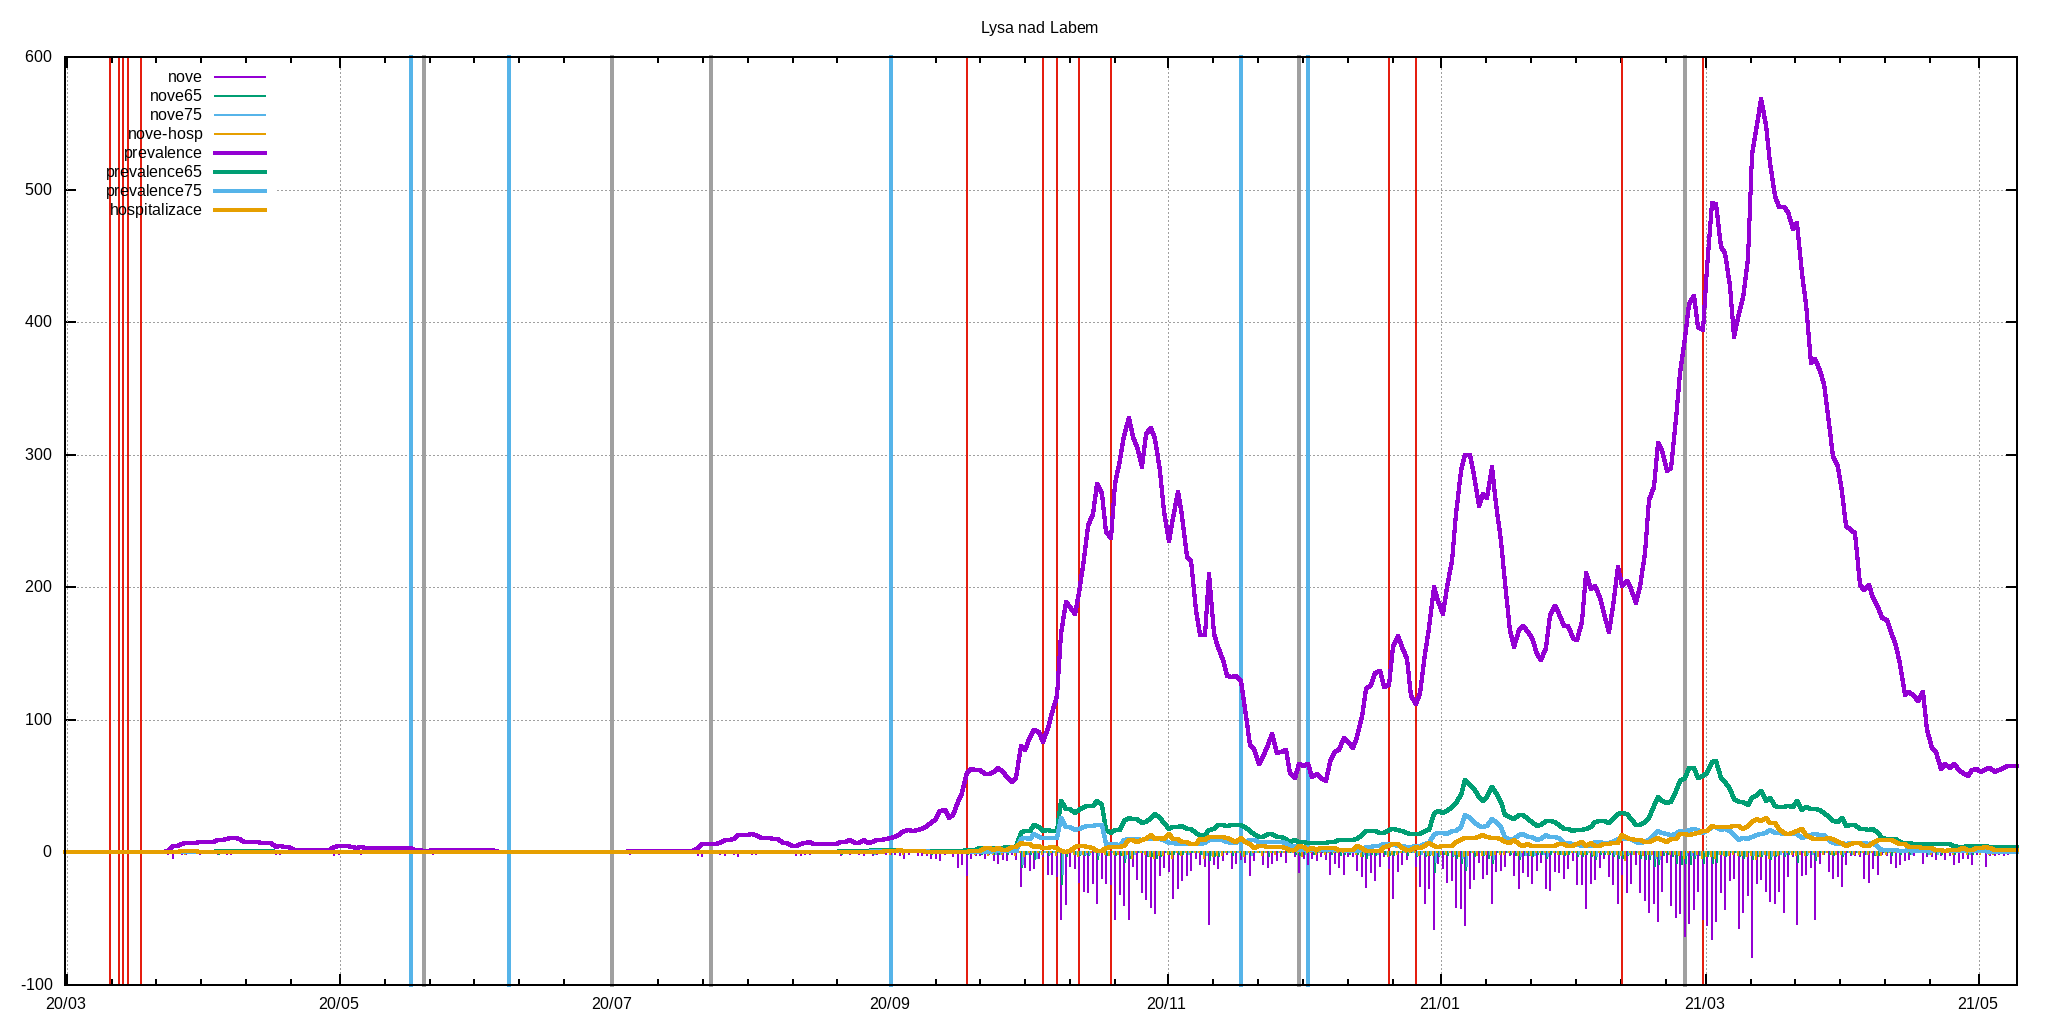 Lysa nad Labem
600
500
400
300
200
100
0
-100
nove
nove65
nove75
nove-hosp
prevalence
prevalence65
prevalence75
hospitalizace
20/03 20/05 20/07 20/09 20/11 21/01 21/03 21/05